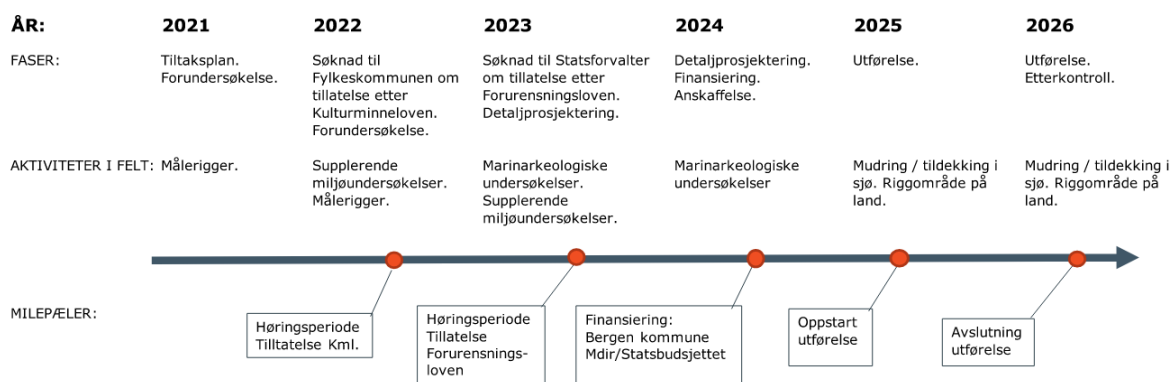 ÅR:
2021
2022
2023
2024
2025
2026
FASER:
Tiltaksplan.
Forundersøkelse.
Søknad til
Fylkeskommunen om
tillatelse etter
Kulturminneloven.
Forundersøkelse.
Søknad til Statsforvalter
om tillatelse etter
Forurensningsloven.
Detaljprosjektering.
Detaljprosjektering.
Finansiering.
Anskaffelse.
Utførelse.
Utførelse.
Etterkontroll.
AKTIVITETER I FELT:
Målerigger.
Supplerende
miljøundersøkelser.
Målerigger.
Marinarkeologiske
undersøkelser.
Supplerende
miljøundersøkelser.
Marinarkeologiske
undersøkelser
Mudring / tildekking i
sjø. Riggområde på
land.
Mudring / tildekking i
sjø. Riggområde på
land.
MILEPÆLER:
Høringsperiode
Tilltatelse Kml.
Høringsperiode
Tillatelse
Forurensnings-
loven
Finansiering:
Bergen kommune
Mdir/Statsbudsjettet
Oppstart
utførelse
Avslutning
utførelse